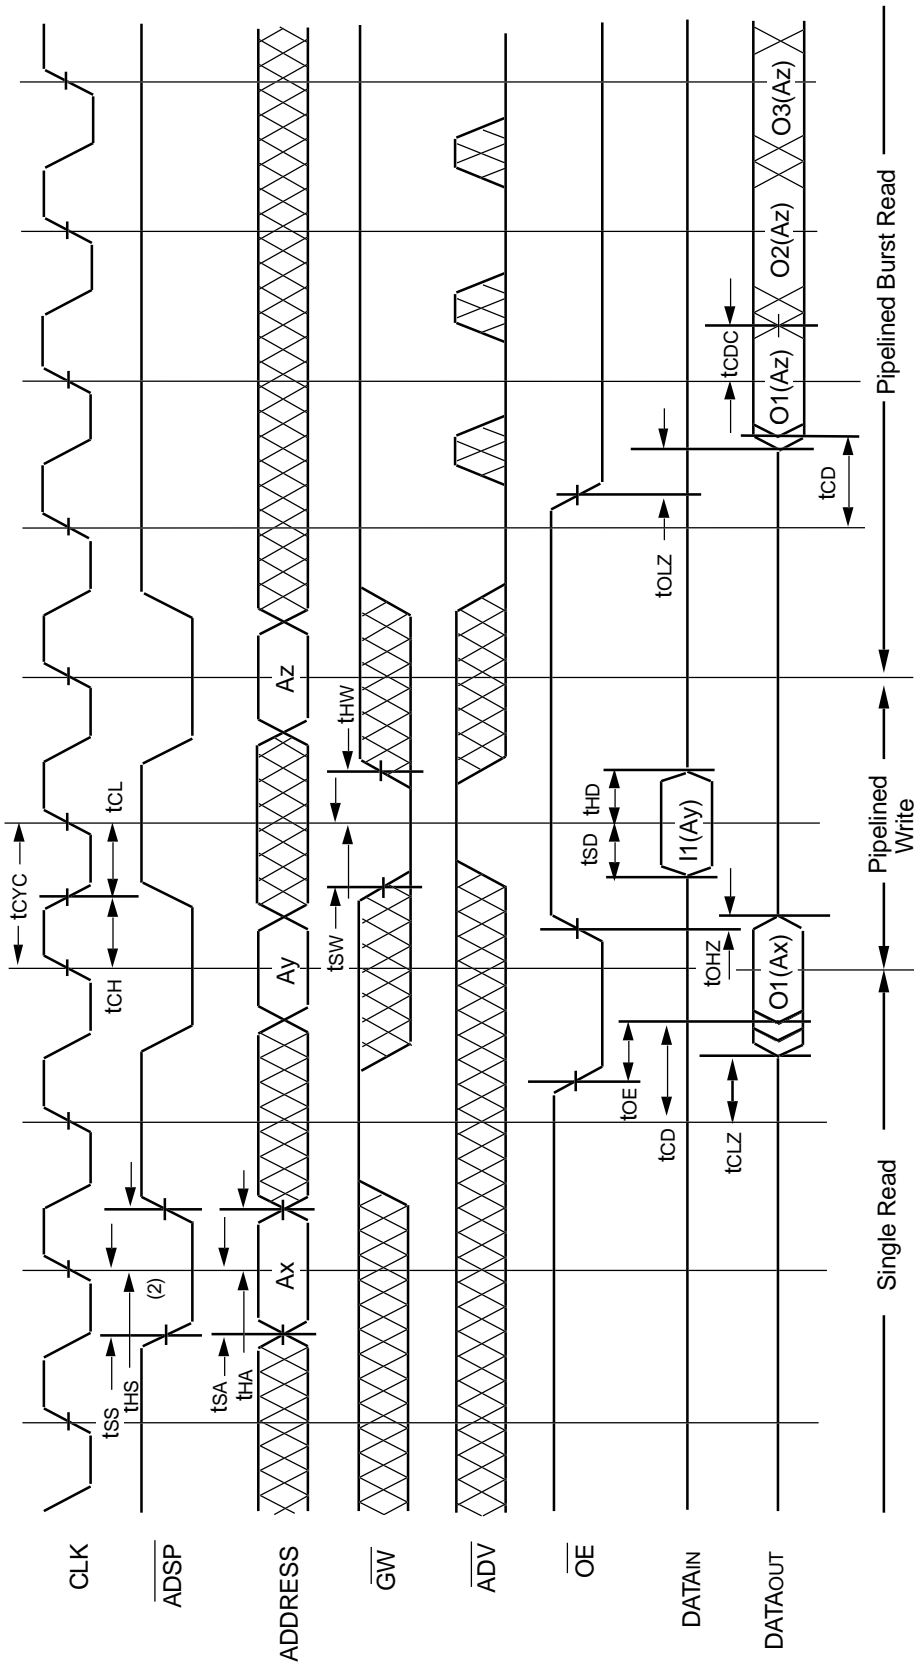 CLK
tCYC
tCH
tCL
tSS
tHS
ADSP
(2)
tSA
tHA
ADDRESS
Ax
Ay
Az
GW
tSW
tHW
ADV
OE
tOE
tOHZ
tOLZ
DATAIN
tSD
tHD
I1(Ay)
tCD
tCLZ
DATAOUT
O1(Ax)
O1(Az)
O2(Az)
O3(Az)
tCDC
tCD
Single Read
Pipelined
Write
Pipelined Burst Read